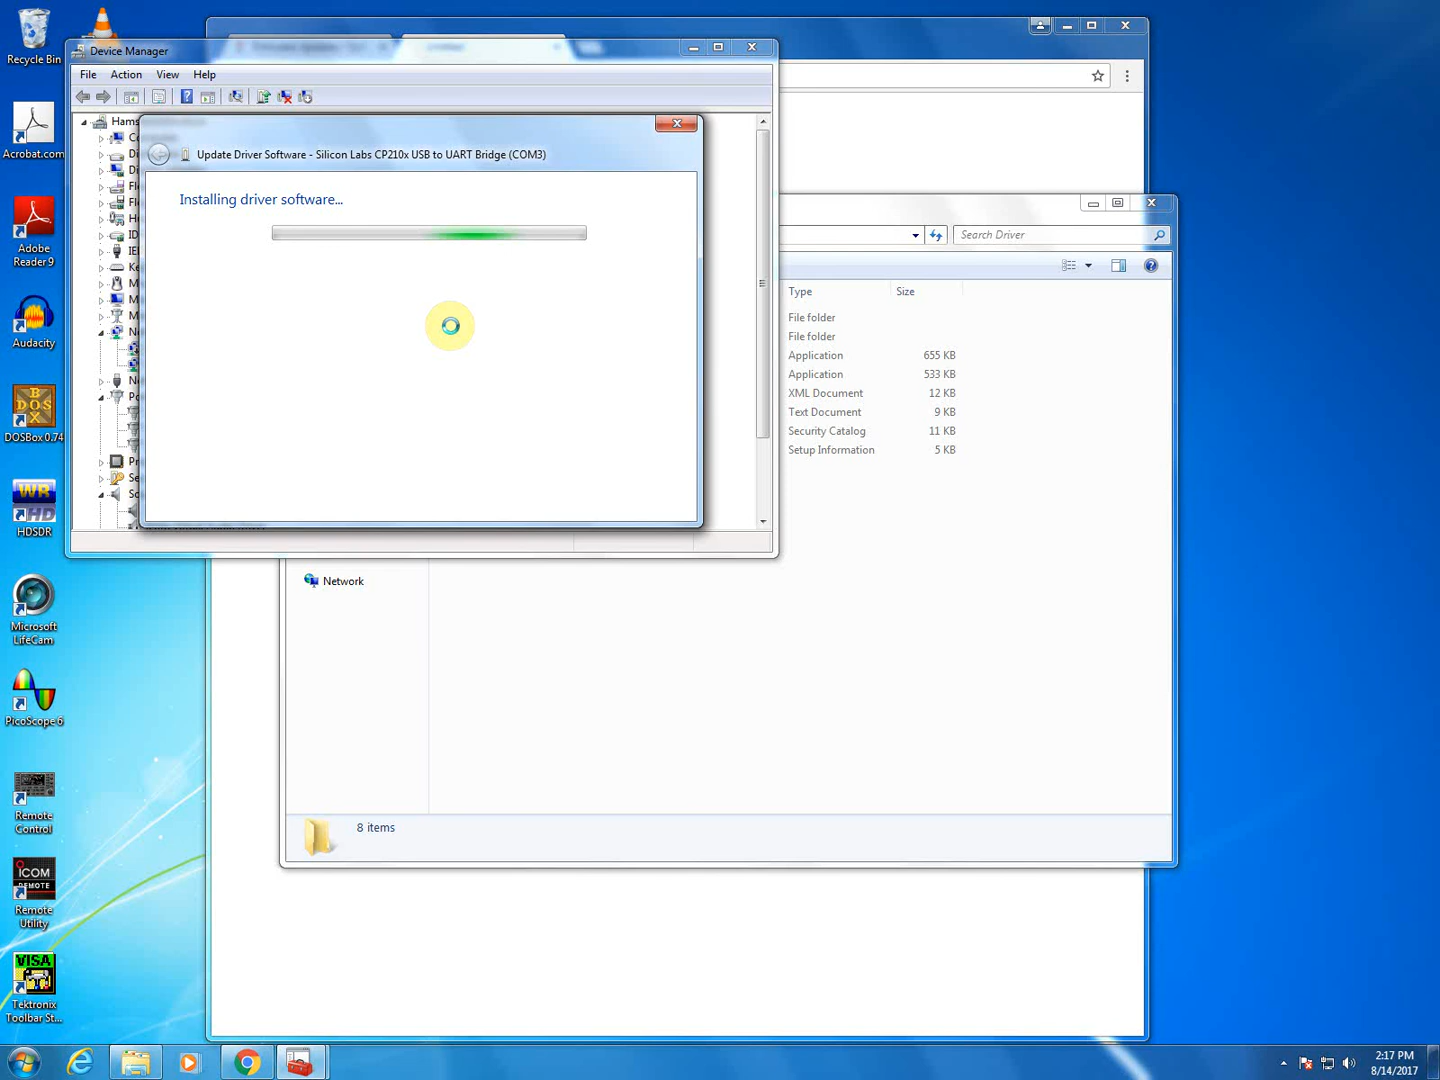 Recycle Bin
Acrobat.com
Adobe
Reader 9
Audacity
DOSBox 0.74
HDSDR
Microsoft
LifeCam
PicoScope 6
Remote
Control
ICOM
REMOTE
Remote
Utility
VISA
Tektronix
Toolbar St...
Device Manager
File Action View Help
Hams
Update Driver Software - Silicon Labs CP210x USB to UART Bridge (COM3)
Installing driver software...
Search Driver
Type Size
File folder
File folder
Application 655 KB
Application 533 KB
XML Document 12 KB
Text Document 9 KB
Security Catalog 11 KB
Setup Information 5 KB
Network
8 items
2:17 PM
8/14/2017